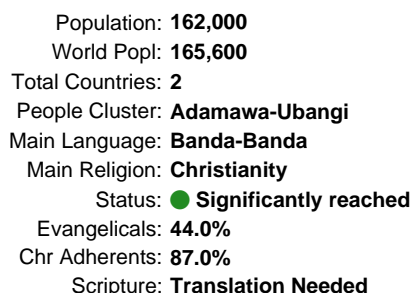 Population: 162,000
World Popl: 165,600
Total Countries: 2
People Cluster: Adamawa-Ubangi
Main Language: Banda-Banda
Main Religion: Christianity
Status: Significantly reached
Evangelicals: 44.0%
Chr Adherents: 87.0%
Scripture: Translation Needed